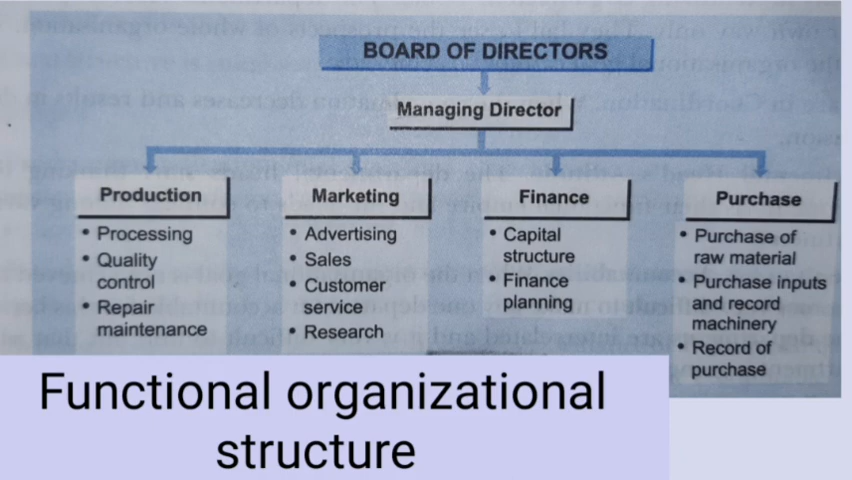 BOARD OF DIRECTORS
Managing Director
Production
• Processing
• Quality
control
• Repair
maintenance
Marketing
• Advertising
• Sales
• Customer
service
• Research
Finance
• Capital
structure
• Finance
planning
Purchase
• Purchase of
raw material
• Purchase inputs
and record
machinery
• Record of
purchase
Functional organizational
structure